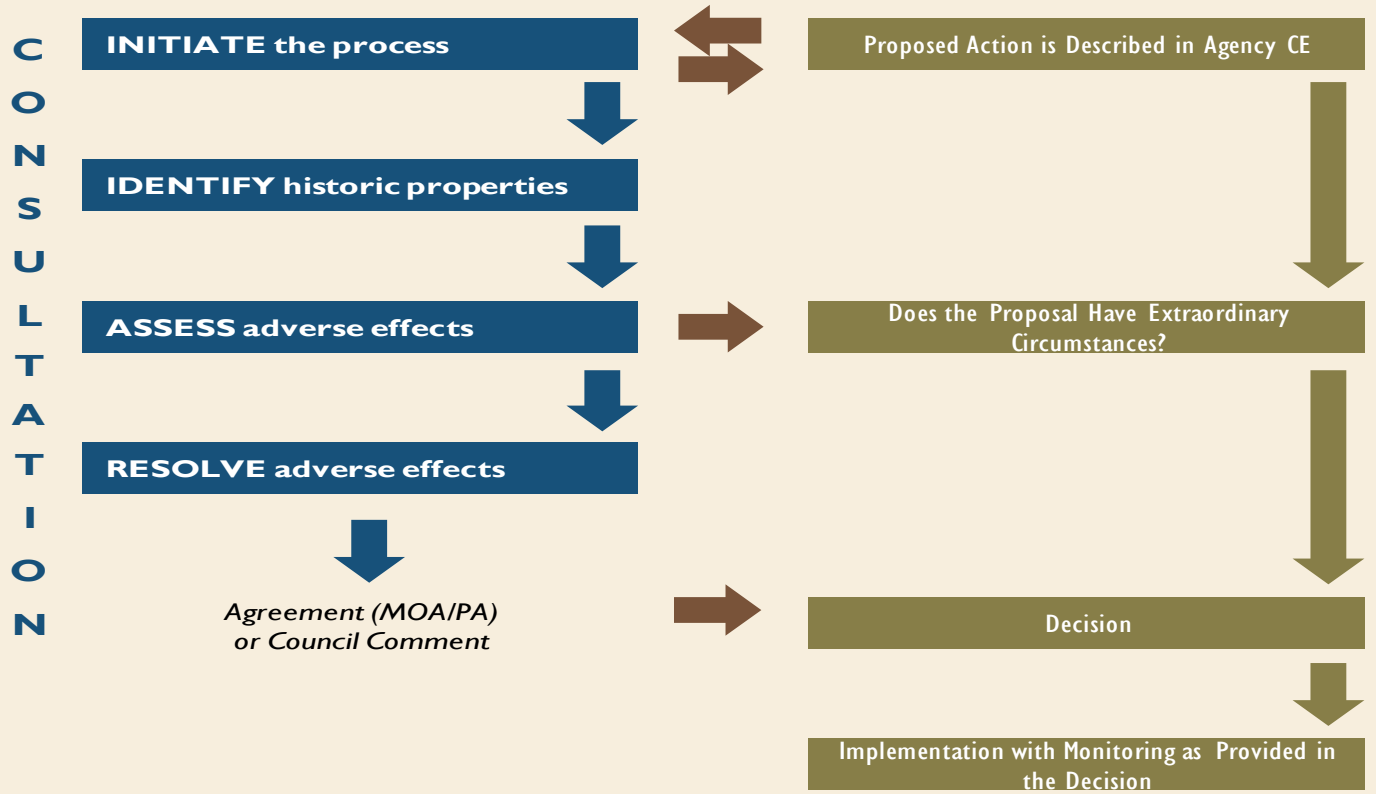 CONSULTATION
INITIATE the process
Proposed Action is Described in Agency CE
IDENTIFY historic properties
ASSESS adverse effects
Does the Proposal Have Extraordinary
Circumstances?
RESOLVE adverse effects
Agreement (MOA/PA)
or Council Comment
Decision
Implementation with Monitoring as Provided in
the Decision